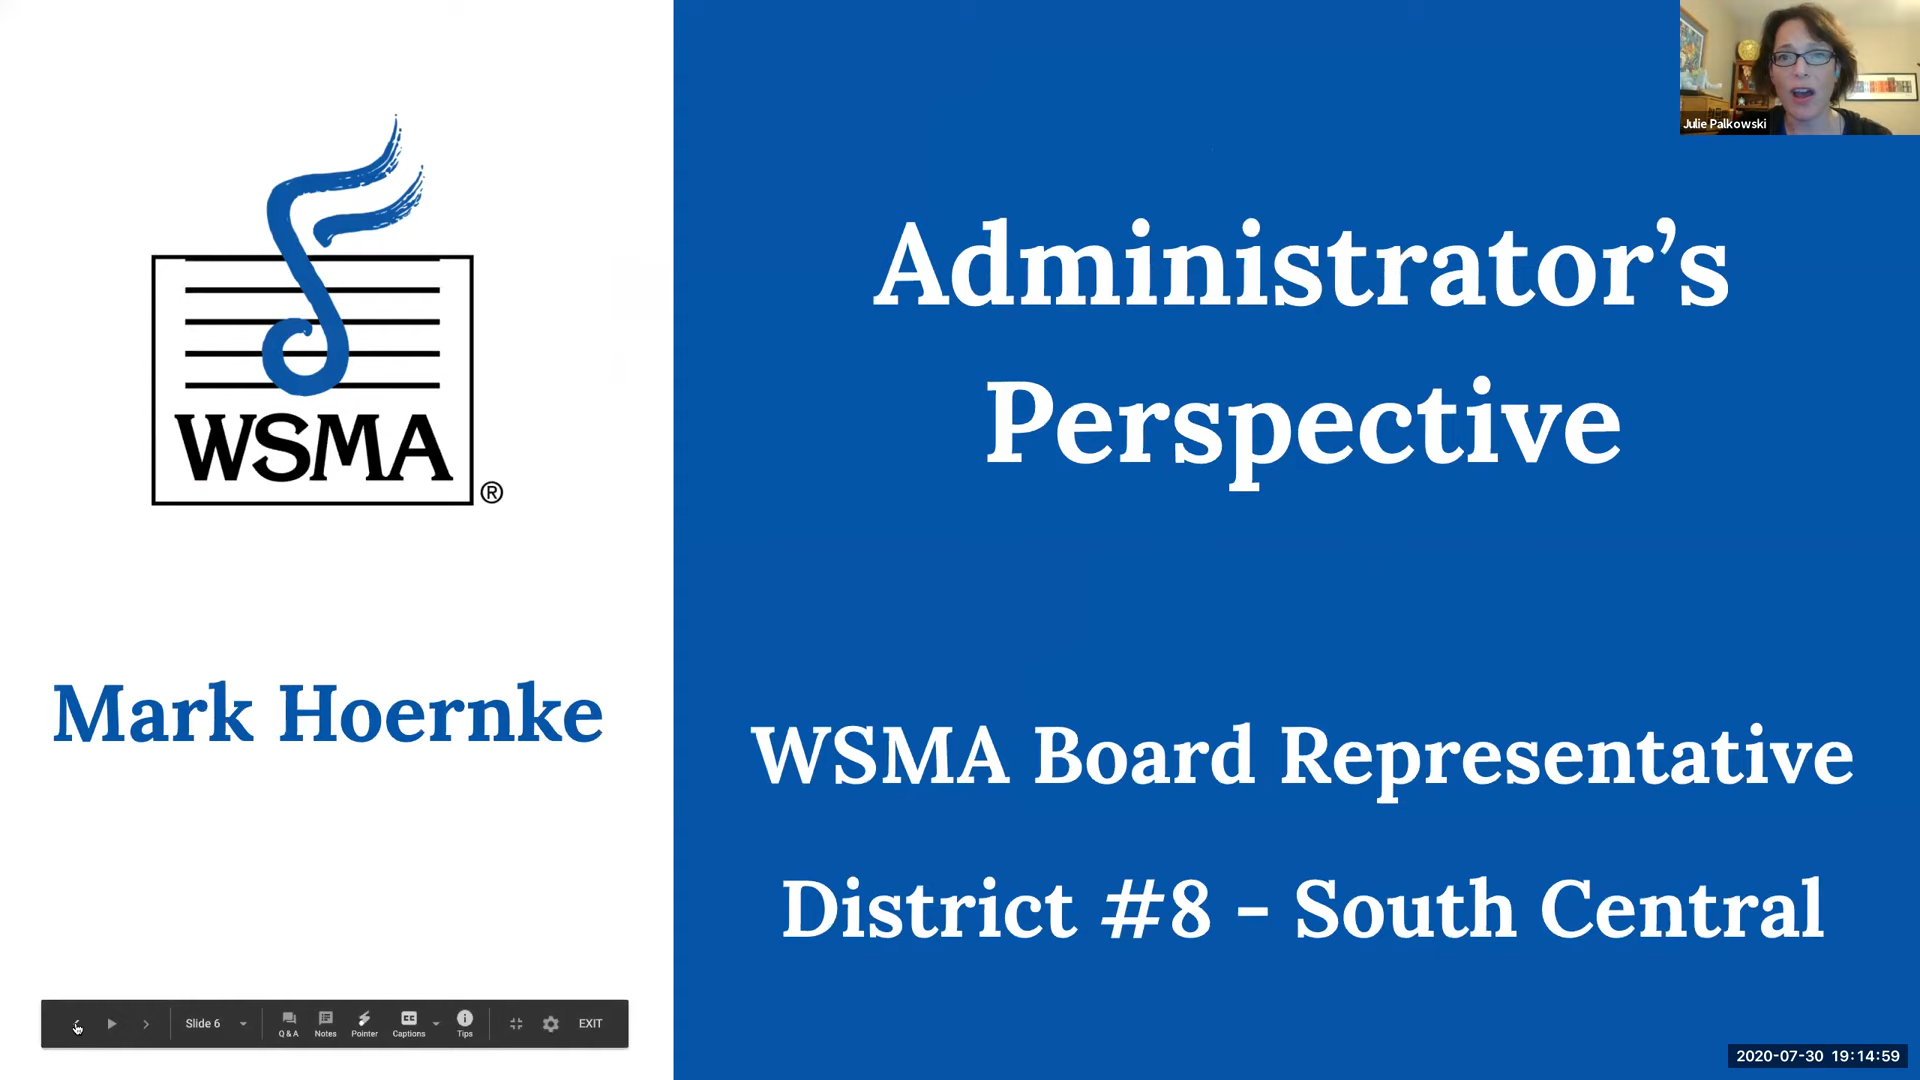 WSMA
®
Mark Hoernke
Administrator's
Perspective
WSMA Board Representative
District #8 - South Central
Julie Palkowski
Slide 6
Q & A
Notes
Pointer
CC
Captions
Tips
EXIT
2020-07-30 19:14:59